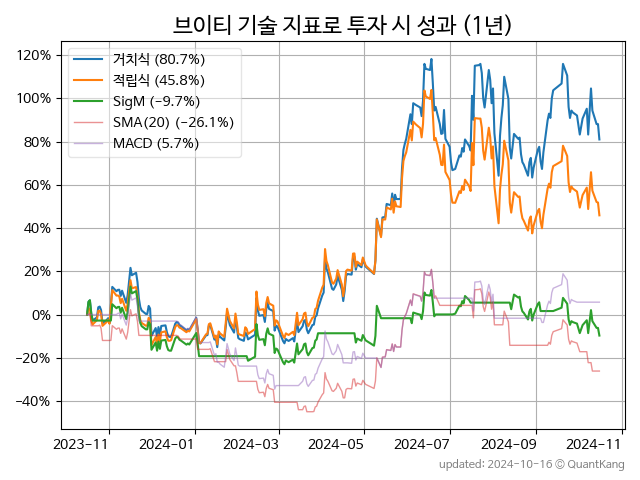 브이티 기술 지표로 투자 시 성과 (1년)
120%
100%
80%
60%
40%
20%
0%
−20%
−40%
거치식 (80.7%)
적립식 (45.8%)
SigM (−9.7%)
SMA(20) (−26.1%)
MACD (5.7%)
2023-11 2024-01 2024-03 2024-05 2024-07 2024-09 2024-11
updated: 2024-10-16 © QuantKang